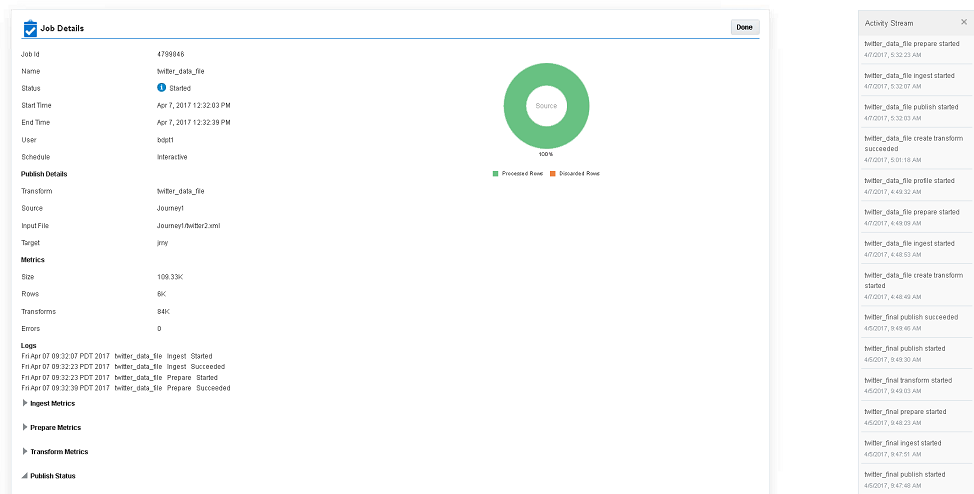 Job Details
Done
Job Id 4799846
Name twitter_data_file
Status Started
Start Time Apr 7, 2017 12:32:03 PM
End Time Apr 7, 2017 12:32:39 PM
User bdpt1
Schedule Interactive
Publish Details
Transform twitter_data_file
Source Journey1
Input File Journey1/twitter2.xml
Target jrny
Metrics
Size 109.33K
Rows 6K
Transforms 84K
Errors 0
Logs
Fri Apr 07 09:32:07 PDT 2017 twitter_data_file Ingest Started
Fri Apr 07 09:32:23 PDT 2017 twitter_data_file Ingest Succeeded
Fri Apr 07 09:32:23 PDT 2017 twitter_data_file Prepare Started
Fri Apr 07 09:32:39 PDT 2017 twitter_data_file Prepare Succeeded
Ingest Metrics
Prepare Metrics
Transform Metrics
Publish Status
Source
100%
Processed Rows Discarded Rows
Activity Stream
twitter_data_file prepare started
4/7/2017, 5:32:23 AM
twitter_data_file ingest started
4/7/2017, 5:32:07 AM
twitter_data_file publish started
4/7/2017, 5:32:03 AM
twitter_data_file create transform
succeeded
4/7/2017, 5:01:18 AM
twitter_data_file profile started
4/7/2017, 4:49:32 AM
twitter_data_file prepare started
4/7/2017, 4:49:09 AM
twitter_data_file ingest started
4/7/2017, 4:48:53 AM
twitter_data_file create transform
started
4/7/2017, 4:48:49 AM
twitter_final publish succeeded
4/5/2017, 9:49:46 AM
twitter_final publish started
4/5/2017, 9:49:30 AM
twitter_final transform started
4/5/2017, 9:49:03 AM
twitter_final prepare started
4/5/2017, 9:48:23 AM
twitter_final ingest started
4/5/2017, 9:47:51 AM
twitter_final publish started
4/5/2017, 9:47:48 AM